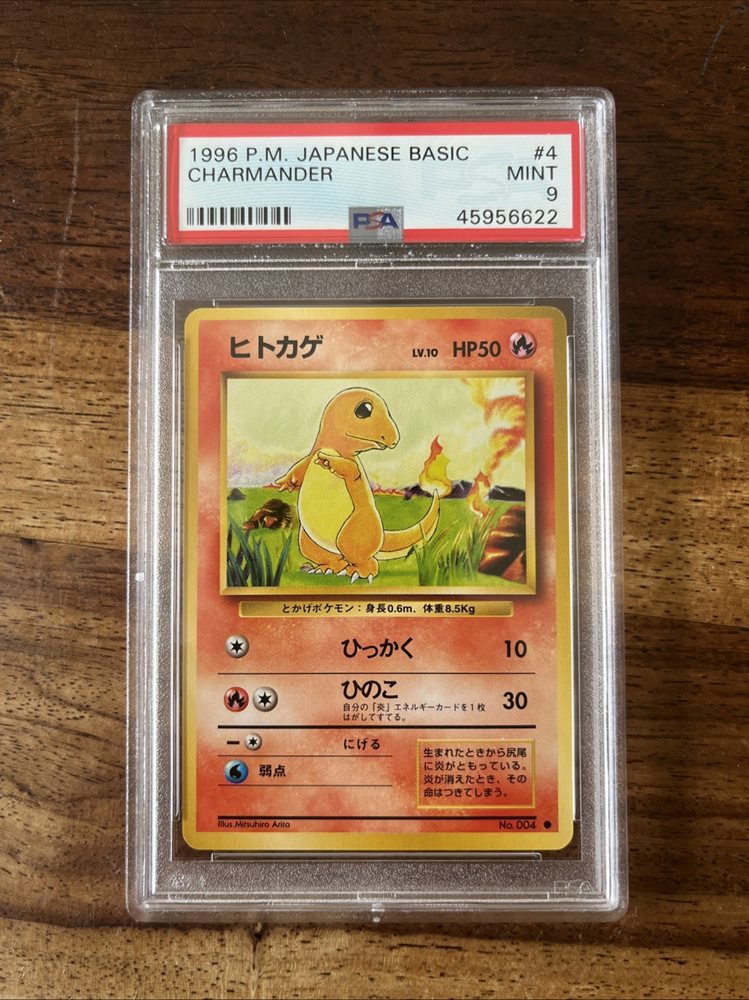 1996 P.M. JAPANESE BASIC #4
CHARMANDER MINT
9
PSA 45956622
ヒトカゲ LV.10 HP50
とかげポケモン：身長0.6m、体重8.5Kg
ひっかく 10
ひのこ 30
自分の「炎」エネルギーカードを1枚
はがしてすてる。
にげる
弱点
生まれたときから尻尾
に炎がともっている。
炎が消えたとき、その
命はつきてしまう。
Illus. Mitsuhiro Arita No. 004 ●
PSA